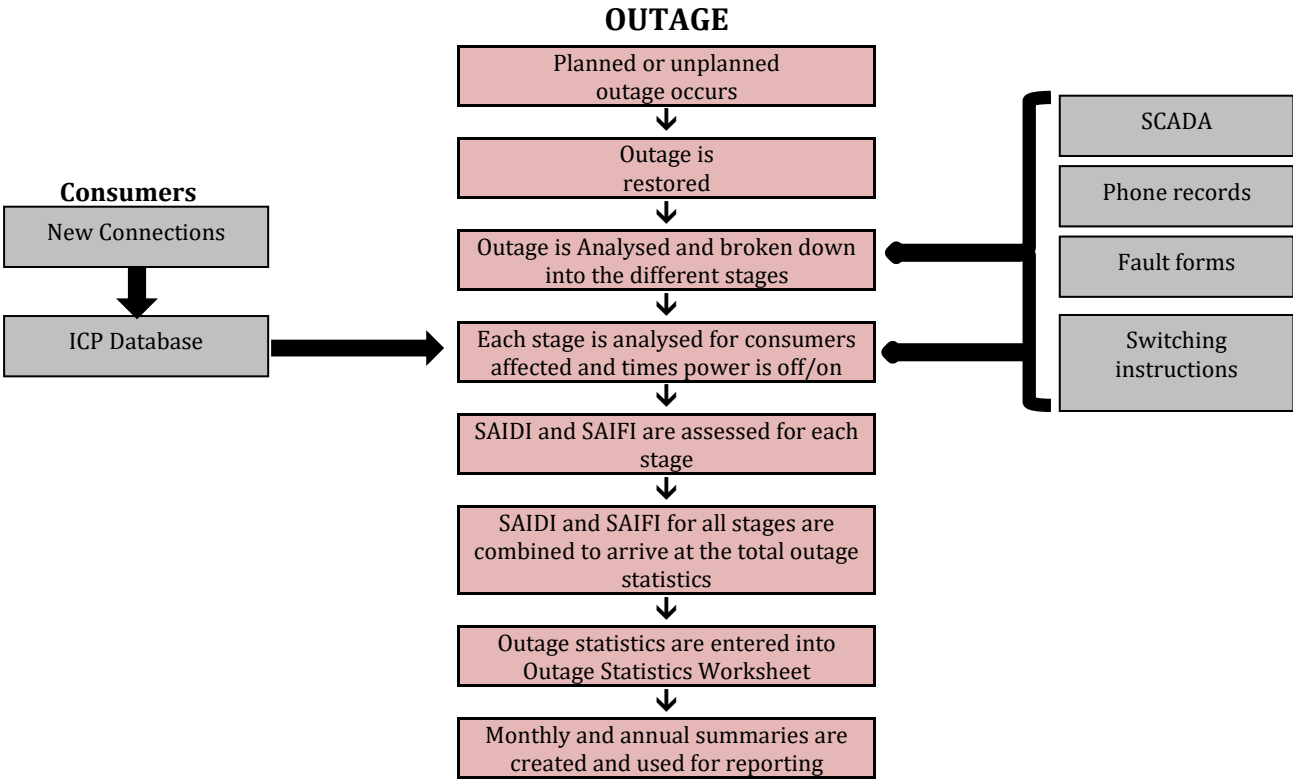 OUTAGE
Planned or unplanned
outage occurs
Outage is
restored
Outage is Analysed and broken down
into the different stages
Each stage is analysed for consumers
affected and times power is off/on
SAIDI and SAIFI are assessed for each
stage
SAIDI and SAIFI for all stages are
combined to arrive at the total outage
statistics
Outage statistics are entered into
Outage Statistics Worksheet
Monthly and annual summaries are
created and used for reporting
Consumers
New Connections
ICP Database
SCADA
Phone records
Fault forms
Switching
instructions